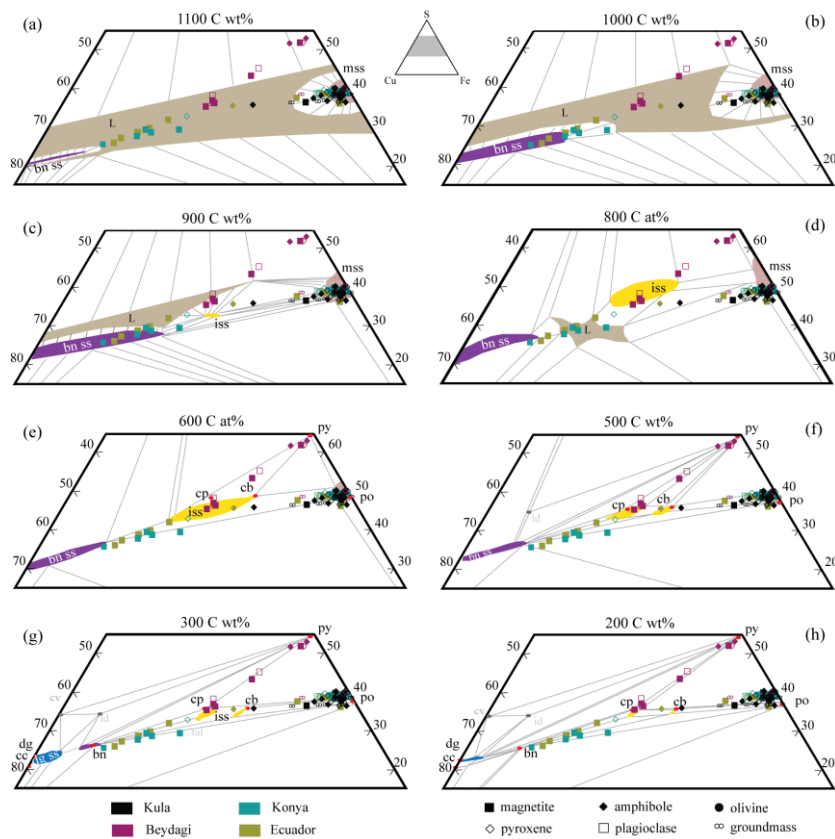 (a) 1100 C wt%
50
60
70
80
L
bn ss
mss
50
40
30
20
S
Cu
Fe
1000 C wt% (b)
50
60
70
80
L
bn ss
mss
50
40
30
20
(c) 900 C wt%
50
60
70
80
L
bn ss
iss
mss
50
40
30
20
800 C at% (d)
40
50
60
70
L
bn ss
iss
mss
60
50
40
30
(e) 600 C at%
40
50
60
70
bn ss
iss
cp
cb
py
po
60
50
30
500 C wt% (f)
50
60
70
80
id
bn ss
iss
cp
cb
py
po
50
40
30
20
(g) 300 C wt%
50
60
70
80
cv
id
dg
cc
dg ss
bn
cp
iss
cb
py
po
50
40
30
20
200 C wt% (h)
50
60
70
80
cv
id
dg
cc
bn
cp
cb
py
po
50
40
30
20
Kula
Konya
Beydagi
Ecuador
magnetite
amphibole
olivine
pyroxene
plagioclase
groundmass